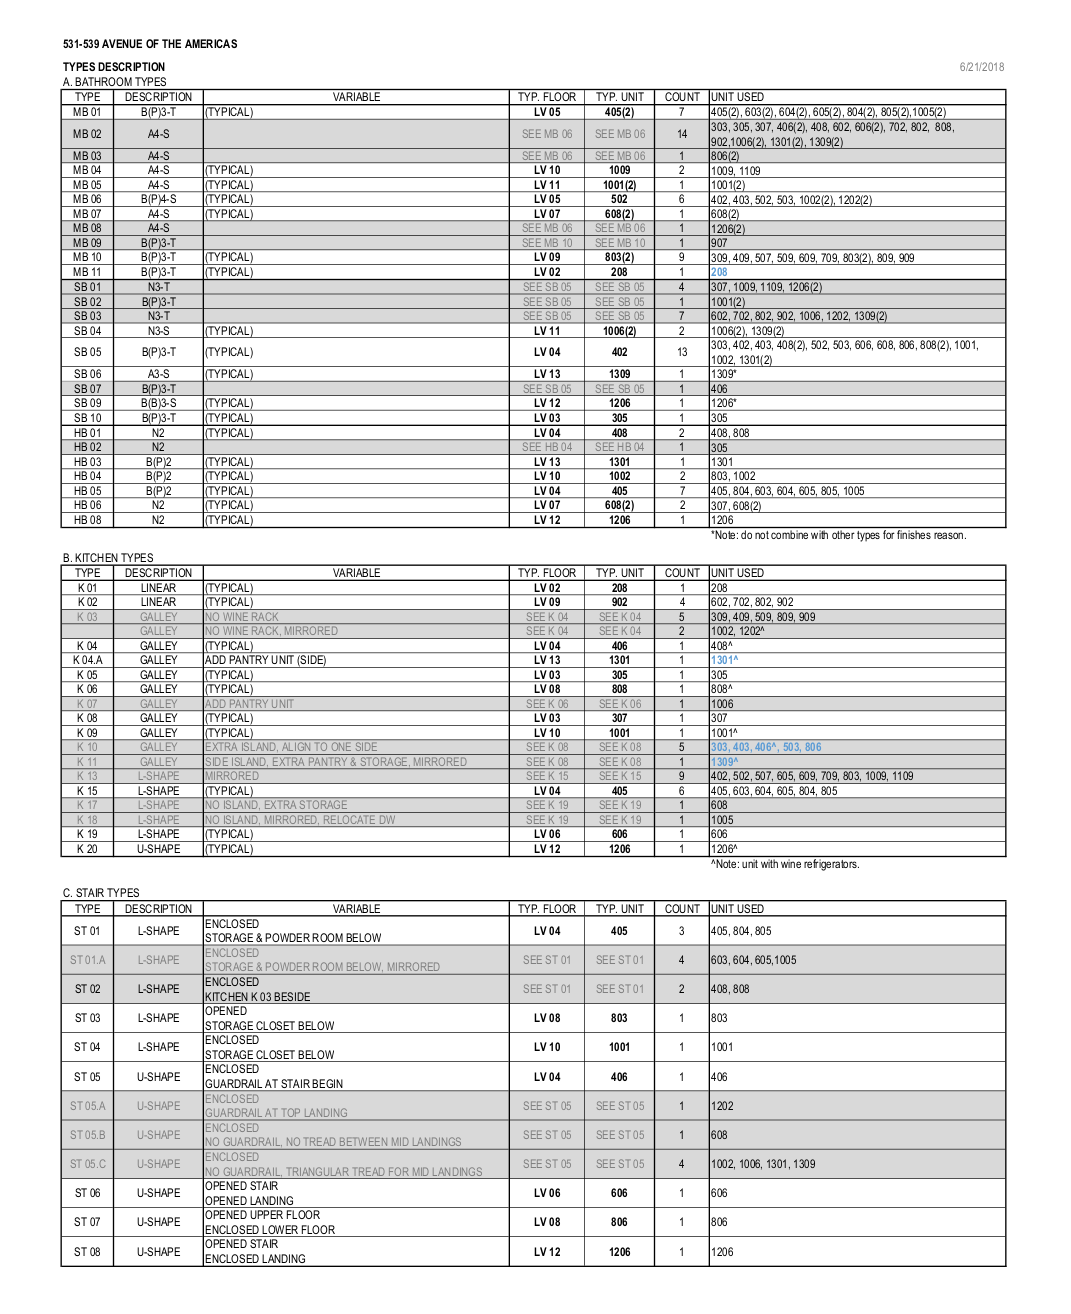 531-539 AVENUE OF THE AMERICAS
TYPES DESCRIPTION 6/21/2018
A. BATHROOM TYPES
TYPE DESCRIPTION VARIABLE TYP. FLOOR TYP. UNIT COUNT UNIT USED
MB 01 B(P)3-T (TYPICAL) LV 05 405(2) 7 405(2), 603(2), 604(2), 605(2), 804(2), 805(2),1005(2)
MB 02 A4-S SEE MB 06 SEE MB 06 14 303, 305, 307, 406(2), 408, 602, 606(2), 702, 802, 808,
902,1006(2), 1301(2), 1309(2)
MB 03 A4-S SEE MB 06 SEE MB 06 1 806(2)
MB 04 A4-S (TYPICAL) LV 10 1009 2 1009, 1109
MB 05 A4-S (TYPICAL) LV 11 1001(2) 1 1001(2)
MB 06 B(P)4-S (TYPICAL) LV 05 502 6 402, 403, 502, 503, 1002(2), 1202(2)
MB 07 A4-S (TYPICAL) LV 07 608(2) 1 608(2)
MB 08 A4-S SEE MB 06 SEE MB 06 1 1206(2)
MB 09 B(P)3-T SEE MB 10 SEE MB 10 1 907
MB 10 B(P)3-T (TYPICAL) LV 09 803(2) 9 309, 409, 507, 509, 609, 709, 803(2), 809, 909
MB 11 B(P)3-T (TYPICAL) LV 02 208 1 208
SB 01 N3-T SEE SB 05 SEE SB 05 4 307, 1009, 1109, 1206(2)
SB 02 B(P)3-T SEE SB 05 SEE SB 05 1 1001(2)
SB 03 N3-T SEE SB 05 SEE SB 05 7 602, 702, 802, 902, 1006, 1202, 1309(2)
SB 04 N3-S (TYPICAL) LV 11 1006(2) 2 1006(2), 1309(2)
SB 05 B(P)3-T (TYPICAL) LV 04 402 13 303, 402, 403, 408(2), 502, 503, 606, 608, 806, 808(2), 1001,
1002, 1301(2)
SB 06 A3-S (TYPICAL) LV 13 1309 1 1309*
SB 07 B(P)3-T SEE SB 05 SEE SB 05 1 406
SB 09 B(B)3-S (TYPICAL) LV 12 1206 1 1206*
SB 10 B(P)3-T (TYPICAL) LV 03 305 1 305
HB 01 N2 (TYPICAL) LV 04 408 2 408, 808
HB 02 N2 SEE HB 04 SEE HB 04 1 305
HB 03 B(P)2 (TYPICAL) LV 13 1301 1 1301
HB 04 B(P)2 (TYPICAL) LV 10 1002 2 803, 1002
HB 05 B(P)2 (TYPICAL) LV 04 405 7 405, 804, 603, 604, 605, 805, 1005
HB 06 N2 (TYPICAL) LV 07 608(2) 2 307, 608(2)
HB 08 N2 (TYPICAL) LV 12 1206 1 1206
*Note: do not combine with other types for finishes reason.
B. KITCHEN TYPES
TYPE DESCRIPTION VARIABLE TYP. FLOOR TYP. UNIT COUNT UNIT USED
K 01 LINEAR (TYPICAL) LV 02 208 1 208
K 02 LINEAR (TYPICAL) LV 09 902 4 602, 702, 802, 902
K 03 GALLEY NO WINE RACK SEE K 04 SEE K 04 5 309, 409, 509, 809, 909
GALLEY NO WINE RACK, MIRRORED SEE K 04 SEE K 04 2 1002, 1202^
K 04 GALLEY (TYPICAL) LV 04 406 1 408^
K 04.A GALLEY ADD PANTRY UNIT (SIDE) LV 13 1301 1 1301^
K 05 GALLEY (TYPICAL) LV 03 305 1 305
K 06 GALLEY (TYPICAL) LV 08 808 1 808^
K 07 GALLEY ADD PANTRY UNIT SEE K 06 SEE K 06 1 1006
K 08 GALLEY (TYPICAL) LV 03 307 1 307
K 09 GALLEY (TYPICAL) LV 10 1001 1 1001^
K 10 GALLEY EXTRA ISLAND, ALIGN TO ONE SIDE SEE K 08 SEE K 08 5 303, 403, 406^, 503, 806
K 11 GALLEY SIDE ISLAND, EXTRA PANTRY & STORAGE, MIRRORED SEE K 08 SEE K 08 1 1309^
K 13 L-SHAPE MIRRORED SEE K 15 SEE K 15 9 402, 502, 507, 605, 609, 709, 803, 1009, 1109
K 15 L-SHAPE (TYPICAL) LV 04 405 6 405, 603, 604, 605, 804, 805
K 17 L-SHAPE NO ISLAND, EXTRA STORAGE SEE K 19 SEE K 19 1 608
K 18 L-SHAPE NO ISLAND, MIRRORED, RELOCATE DW SEE K 19 SEE K 19 1 1005
K 19 L-SHAPE (TYPICAL) LV 06 606 1 606
K 20 U-SHAPE (TYPICAL) LV 12 1206 1 1206^
^Note: unit with wine refrigerators.
C. STAIR TYPES
TYPE DESCRIPTION VARIABLE TYP. FLOOR TYP. UNIT COUNT UNIT USED
ST 01 L-SHAPE ENCLOSED
STORAGE & POWDER ROOM BELOW LV 04 405 3 405, 804, 805
ST 01.A L-SHAPE ENCLOSED
STORAGE & POWDER ROOM BELOW, MIRRORED SEE ST 01 SEE ST 01 4 603, 604, 605,1005
ST 02 L-SHAPE ENCLOSED
KITCHEN K 03 BESIDE SEE ST 01 SEE ST 01 2 408, 808
ST 03 L-SHAPE OPENED
STORAGE CLOSET BELOW LV 08 803 1 803
ST 04 L-SHAPE ENCLOSED
STORAGE CLOSET BELOW LV 10 1001 1 1001
ST 05 U-SHAPE ENCLOSED
GUARDRAIL AT STAIR BEGIN LV 04 406 1 406
ST 05.A U-SHAPE ENCLOSED
GUARDRAIL AT TOP LANDING SEE ST 05 SEE ST 05 1 1202
ST 05.B U-SHAPE ENCLOSED
NO GUARDRAIL, NO TREAD BETWEEN MID LANDINGS SEE ST 05 SEE ST 05 1 608
ST 05.C U-SHAPE ENCLOSED
NO GUARDRAIL, TRIANGULAR TREAD FOR MID LANDINGS SEE ST 05 SEE ST 05 4 1002, 1006, 1301, 1309
ST 06 U-SHAPE OPENED STAIR
OPENED LANDING LV 06 606 1 606
ST 07 U-SHAPE OPENED UPPER FLOOR
ENCLOSED LOWER FLOOR LV 08 806 1 806
ST 08 U-SHAPE OPENED STAIR
ENCLOSED LANDING LV 12 1206 1 1206